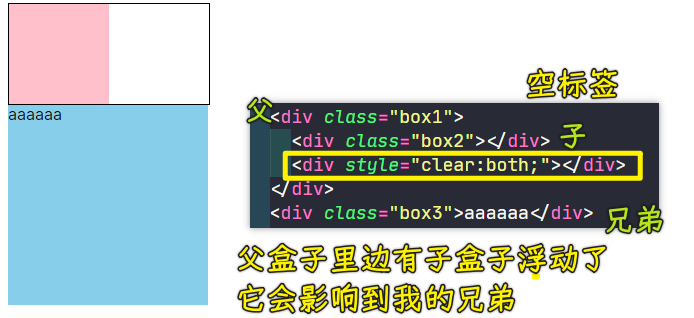 aaaaaa
空标签
父
<div class="box1">
<div class="box2"></div>
子
<div style="clear:both;"></div>
</div>
<div class="box3">aaaaaa</div>
兄弟
父盒子里边有子盒子浮动了
它会影响到我的兄弟